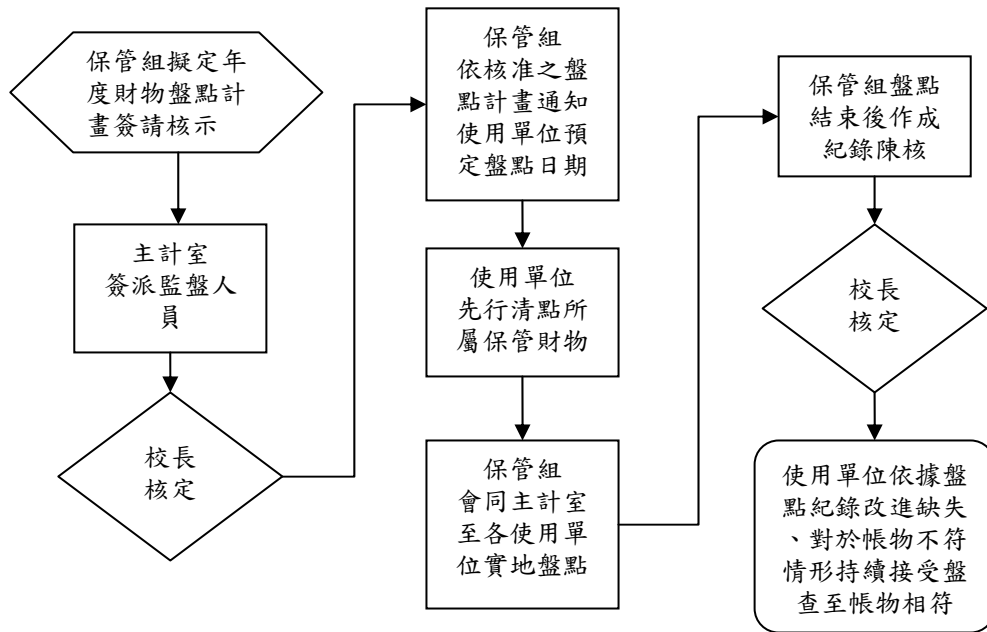 保管組擬定年
度財物盤點計
畫簽請核示
主計室
簽派監盤人
員
校長
核定
保管組
依核准之盤
點計畫通知
使用單位預
定盤點日期
使用單位
先行清點所
屬保管財物
保管組
會同主計室
至各使用單
位實地盤點
保管組盤點
結束後作成
紀錄陳核
校長
核定
使用單位依據盤
點紀錄改進缺失
、對於帳物不符
情形持續接受盤
查至帳物相符